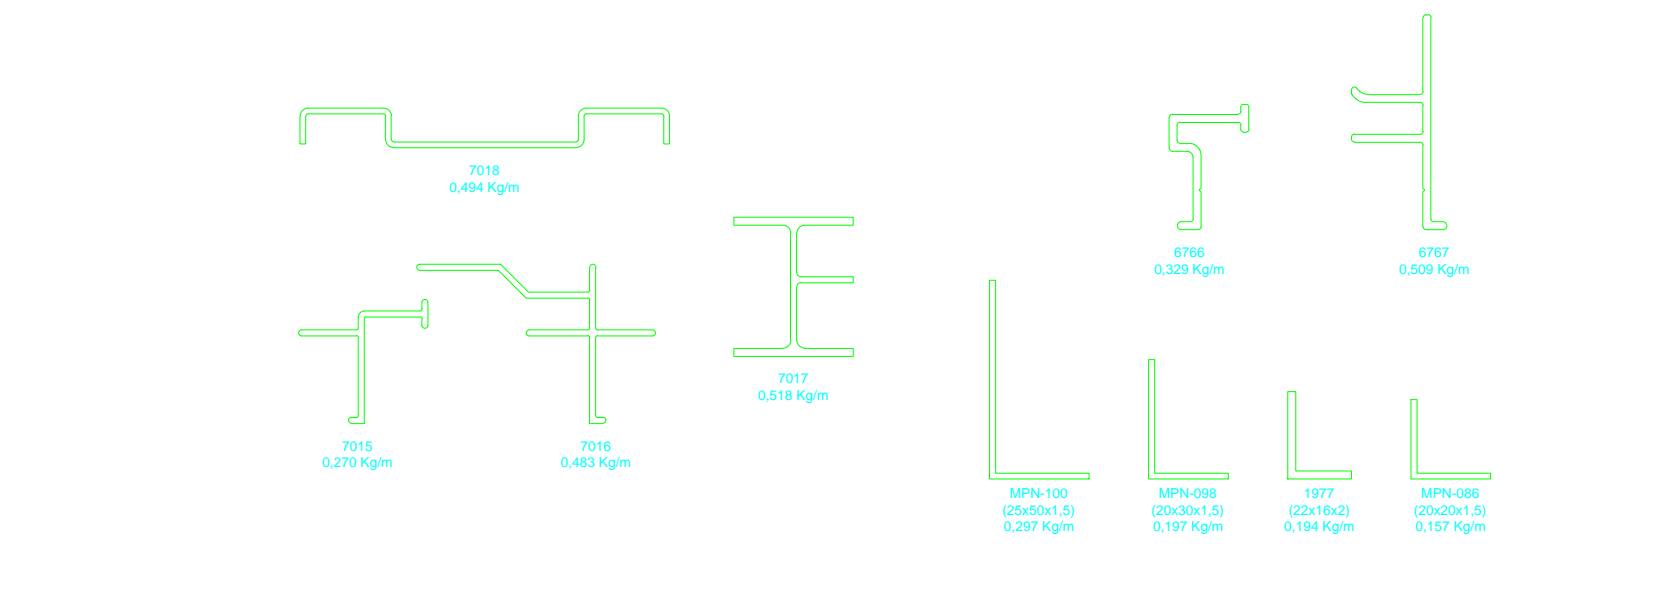 7018
0,494 Kg/m
6766
0,329 Kg/m
6767
0,509 Kg/m
7017
0,518 Kg/m
7015
0,270 Kg/m
7016
0,483 Kg/m
MPN-100
(25x50x1,5)
0,297 Kg/m
MPN-098
(20x30x1,5)
0,197 Kg/m
1977
(22x16x2)
0,194 Kg/m
MPN-086
(20x20x1,5)
0,157 Kg/m